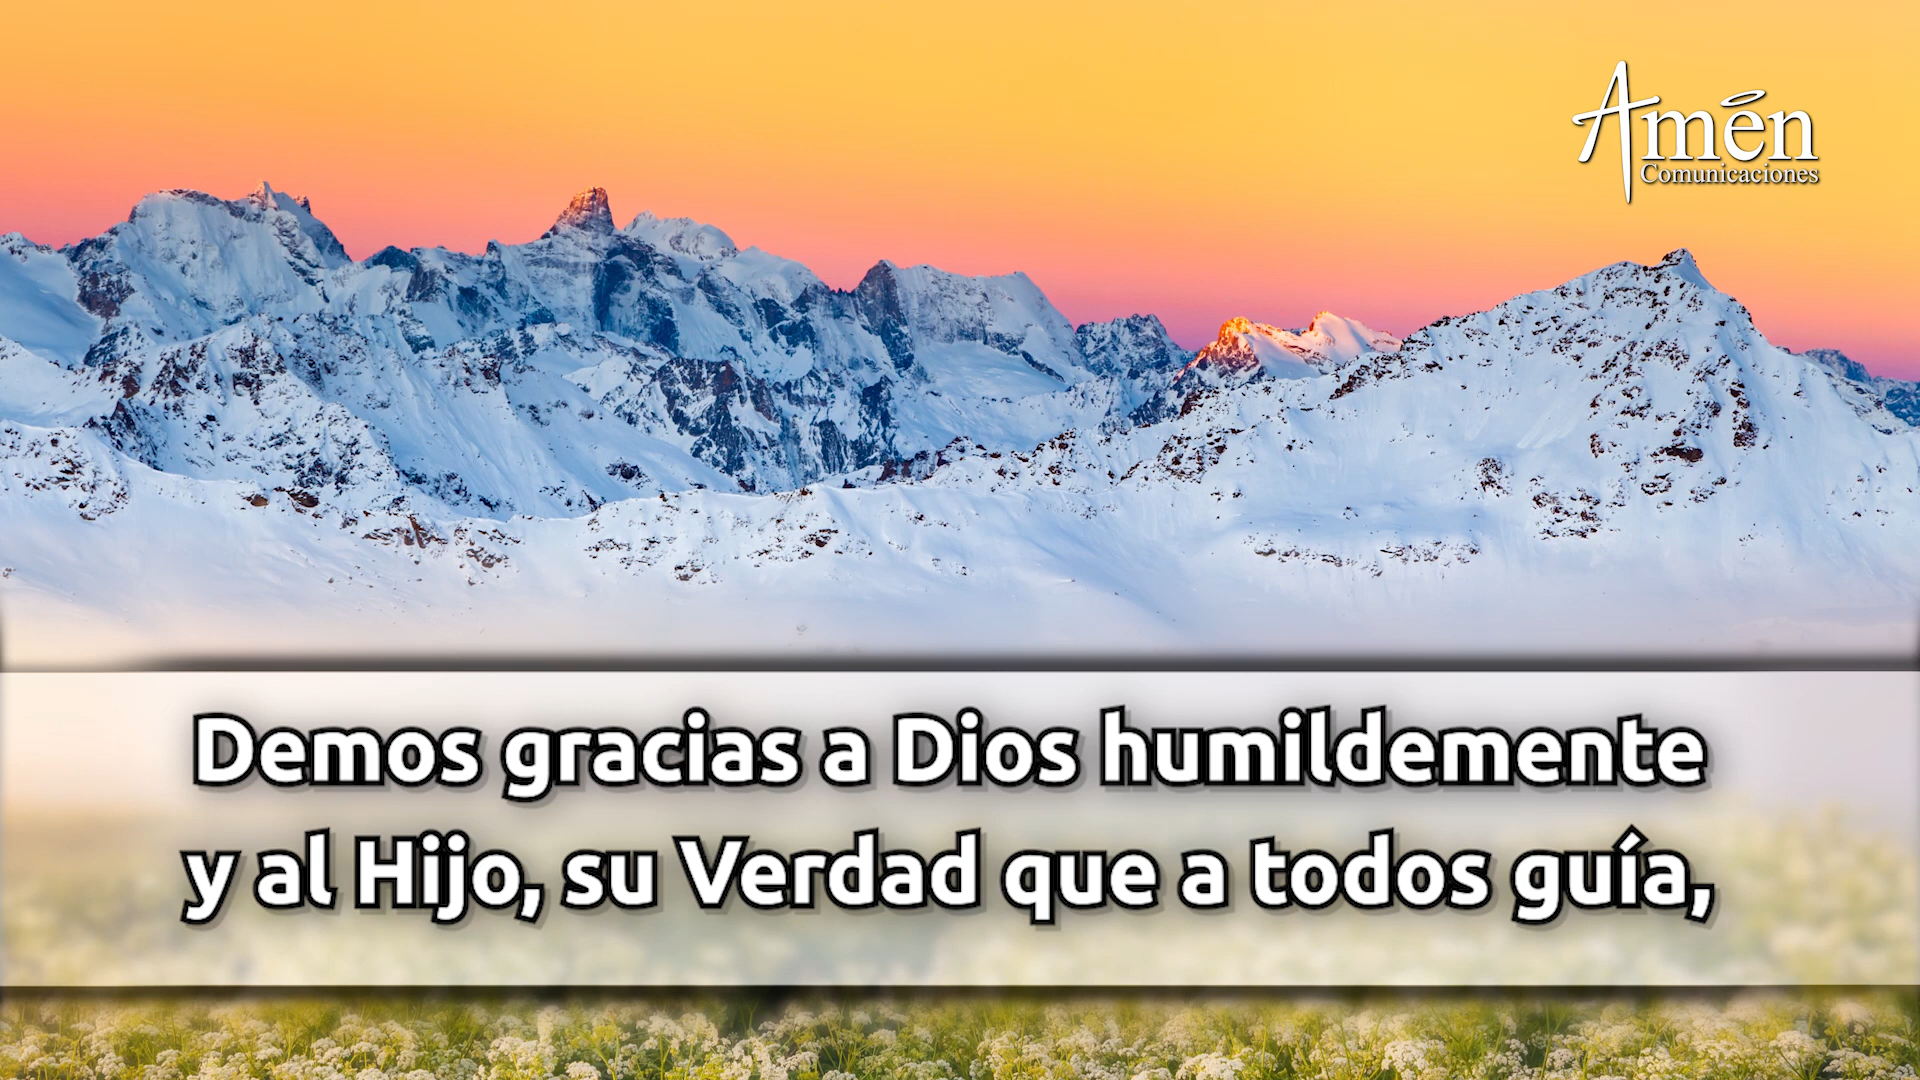 Amén
Comunicaciones
Demos gracias a Dios humildemente
y al Hijo, su Verdad que a todos guía,